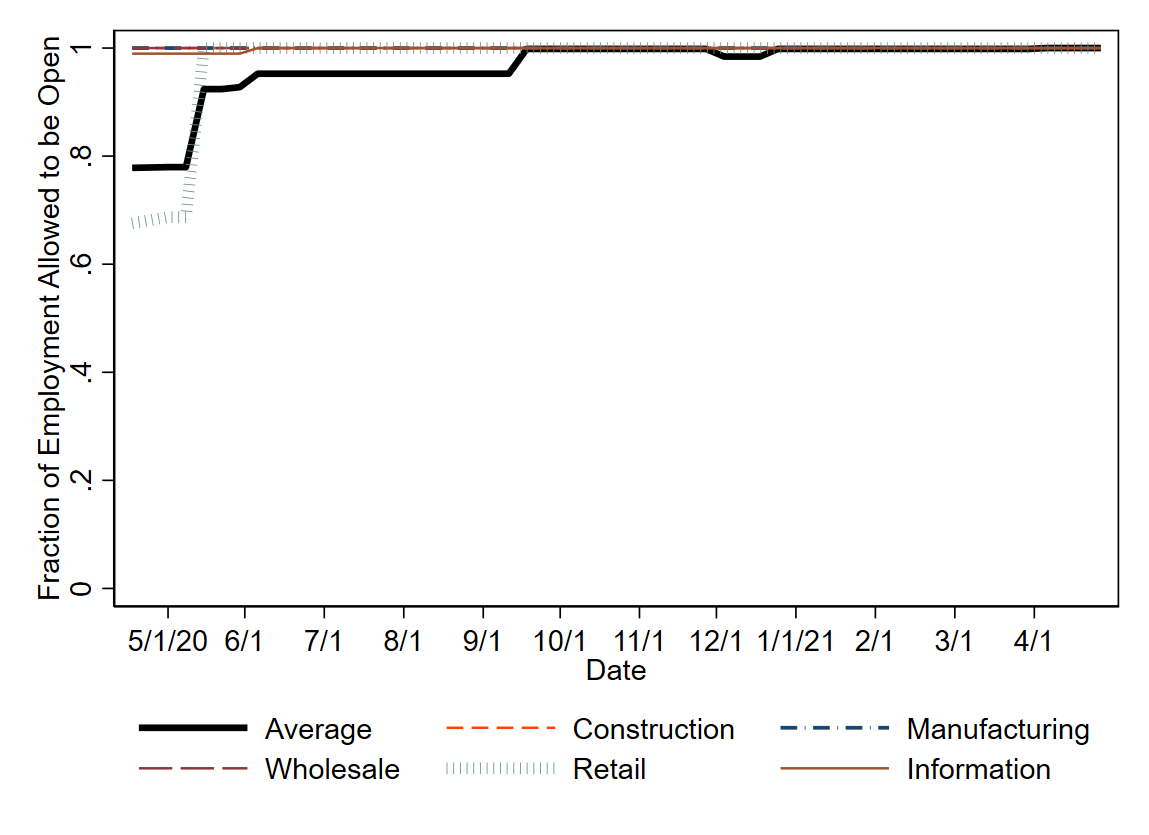 Fraction of Employment Allowed to be Open
1
.8
.6
.4
.2
0
5/1/20 6/1 7/1 8/1 9/1 10/1 11/1 12/1 1/1/21 2/1 3/1 4/1
Date
Average Construction Manufacturing
Wholesale Retail Information